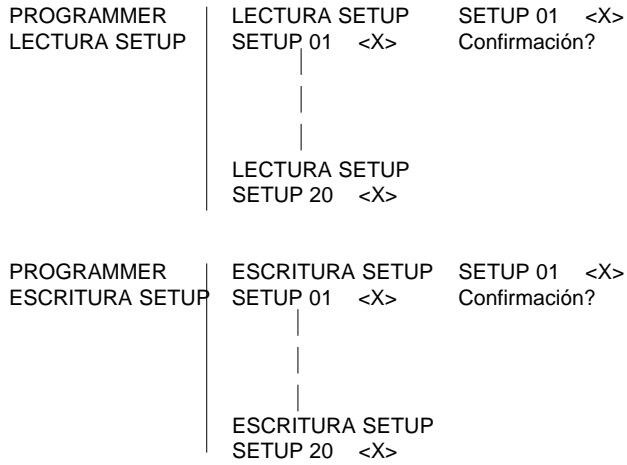 PROGRAMMER LECTURA SETUP SETUP 01 <X>
LECTURA SETUP SETUP 01 <X> Confirmación?
LECTURA SETUP
SETUP 20 <X>
PROGRAMMER ESCRITURA SETUP SETUP 01 <X>
ESCRITURA SETUP SETUP 01 <X> Confirmación?
ESCRITURA SETUP
SETUP 20 <X>